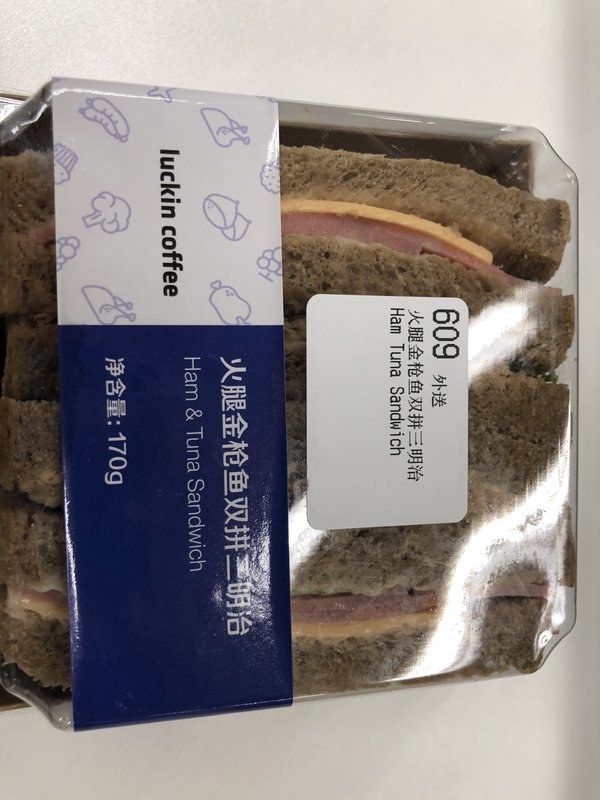 luckin coffee
火腿金枪鱼双拼三明治
Ham & Tuna Sandwich
净含量: 170g
609 外送
火腿金枪鱼双拼三明治
Ham Tuna Sandwich